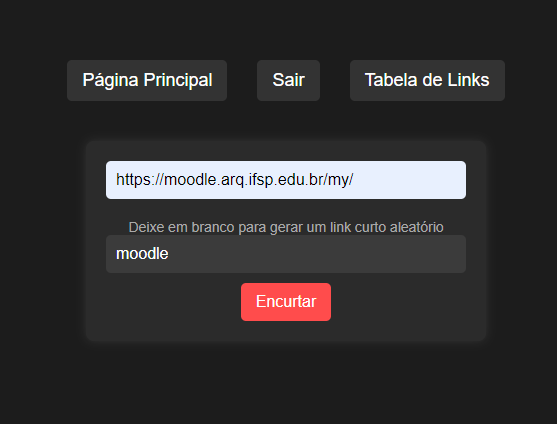 Página Principal Sair Tabela de Links
https://moodle.arq.ifsp.edu.br/my/
Deixe em branco para gerar um link curto aleatório
moodle
Encurtar